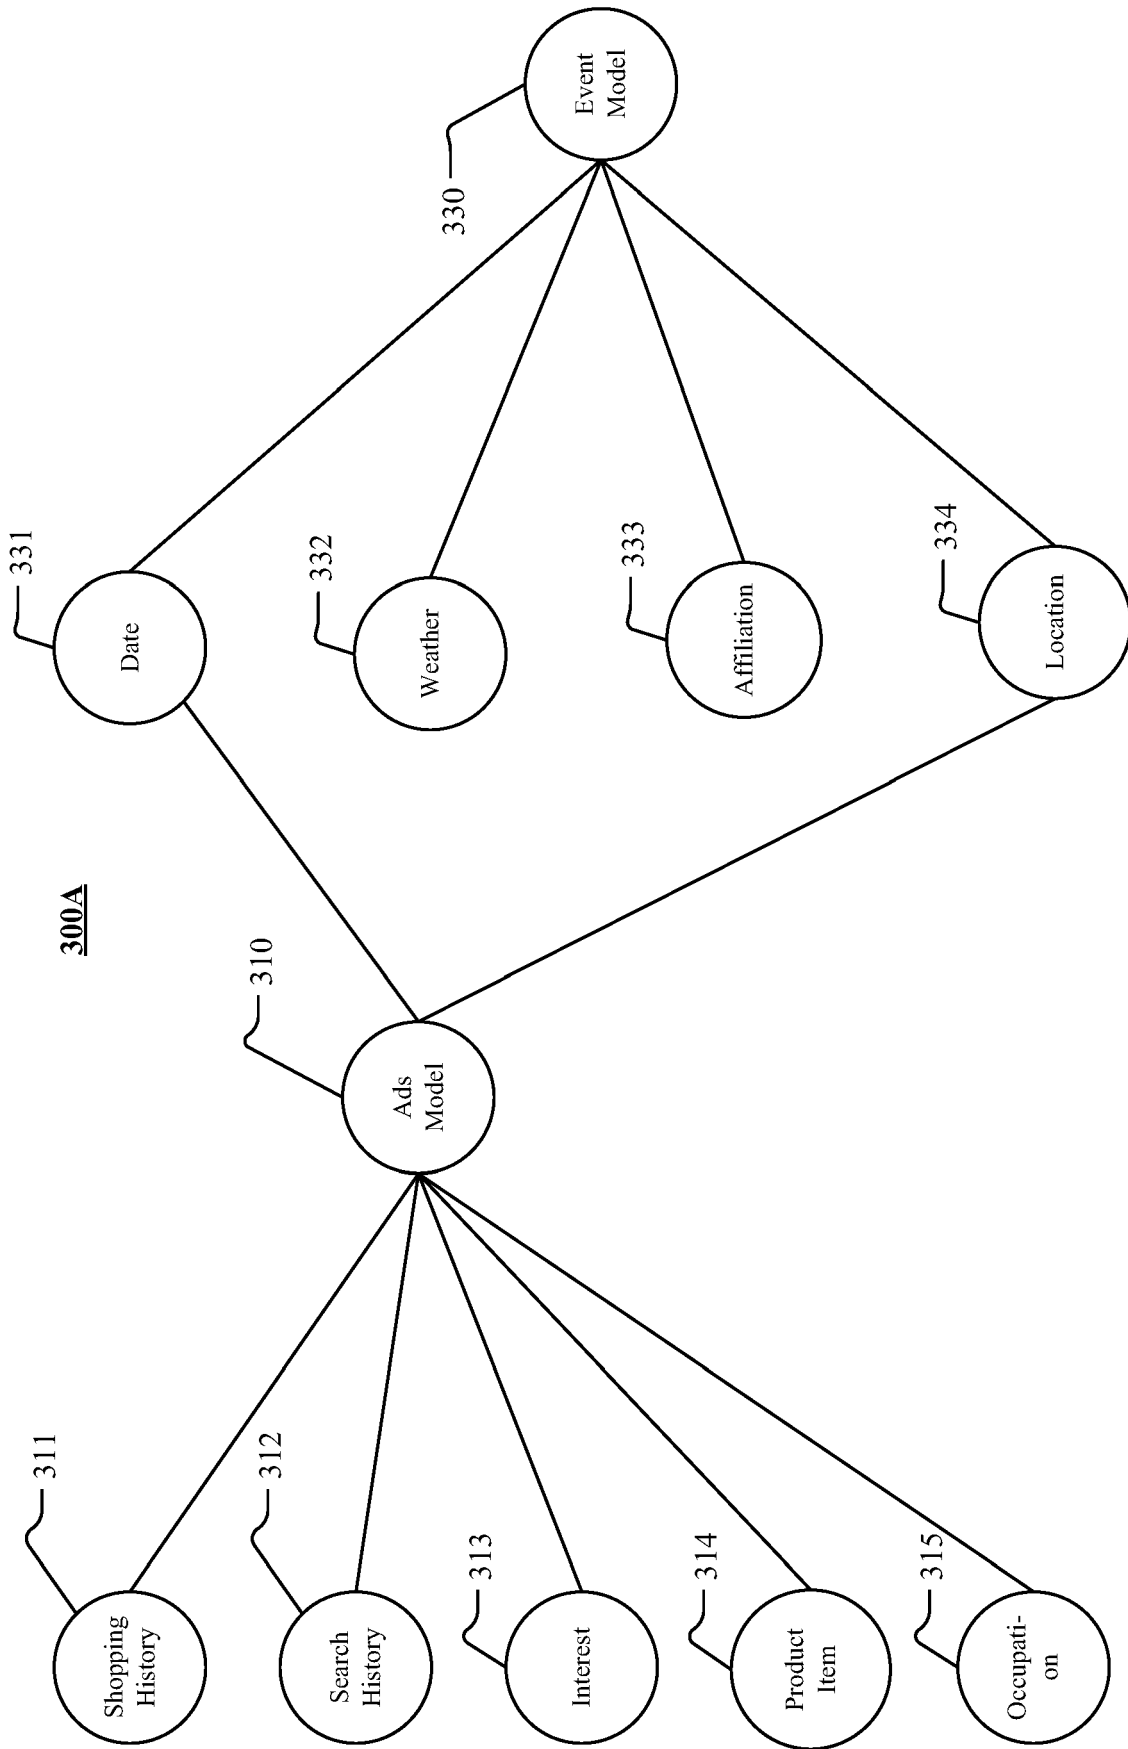 300A
311
Shopping
History
312
Search
History
313
Interest
314
Product
Item
315
Occupati-
on
310
Ads
Model
331
Date
332
Weather
333
Affiliation
334
Location
330
Event
Model